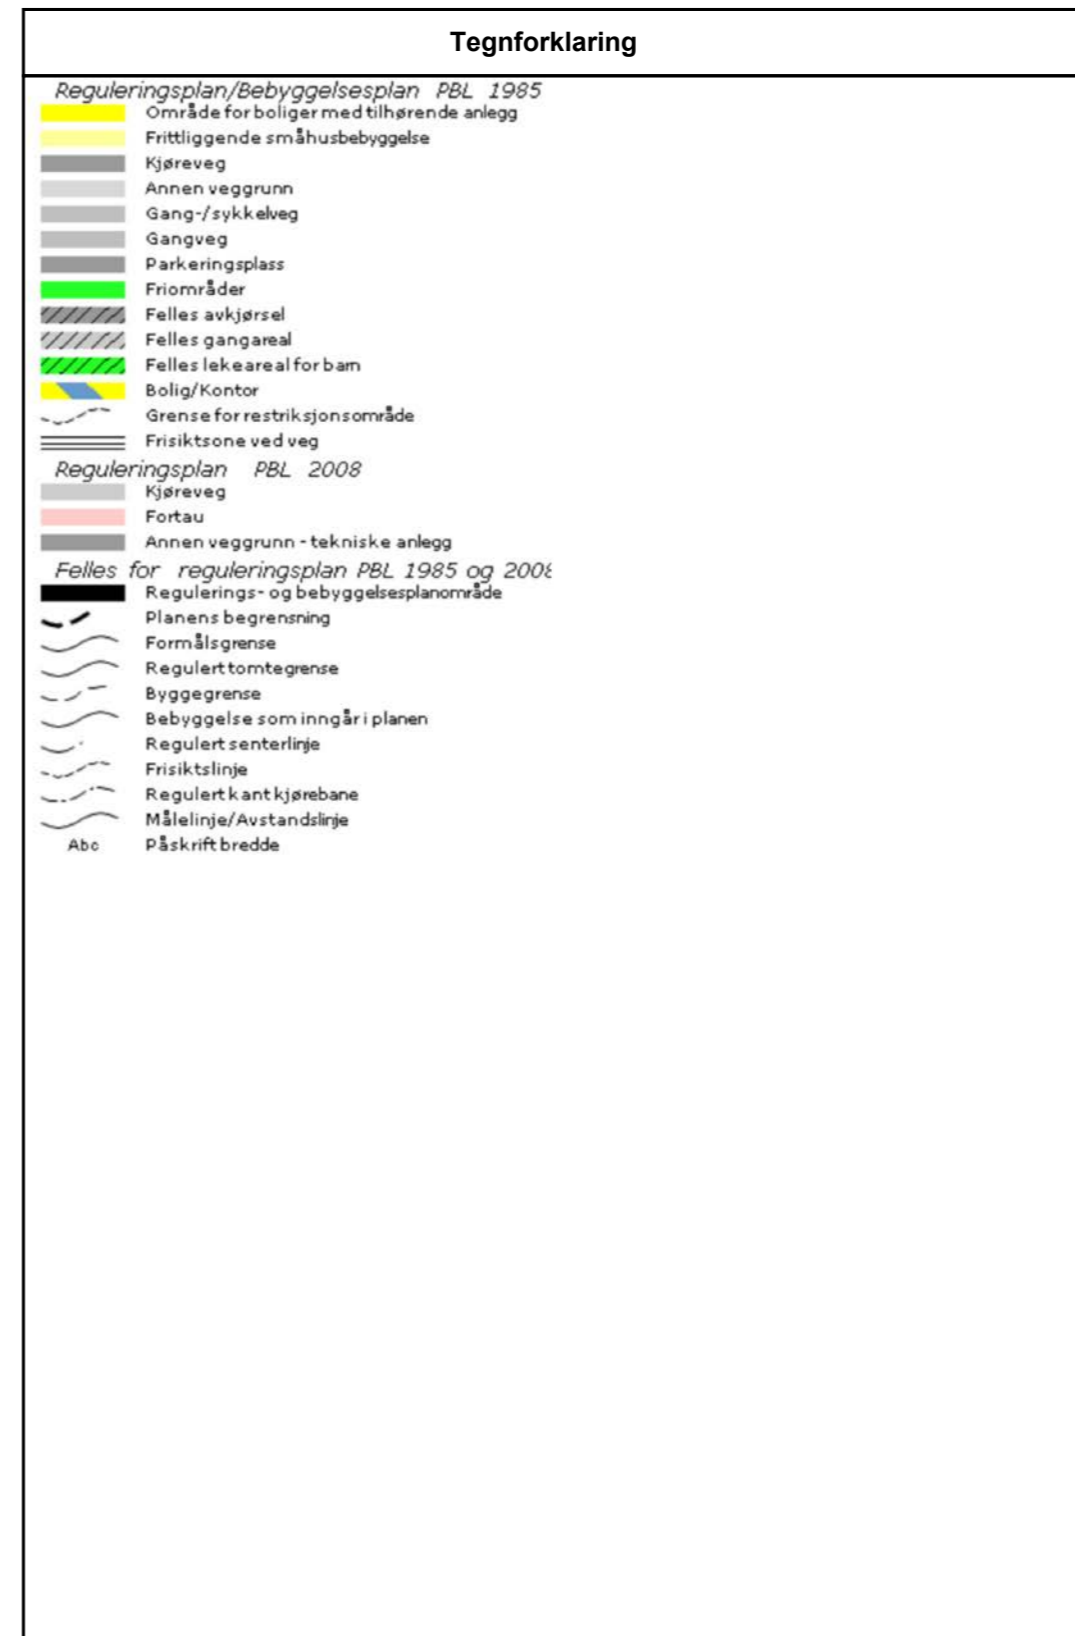 Tegnforklaring
Reguleringsplan/Bebyggelsesplan PBL 1985
Område for boliger med tilhørende anlegg
Frittliggende småhusbebyggelse
Kjøreveg
Annen veggrunn
Gang-/sykkelveg
Gangveg
Parkeringsplass
Friområder
Felles avkjørsel
Felles gangareal
Felles lekeareal for barn
Bolig/Kontor
Grense for restriksjonsområde
Frisiktsone ved veg
Reguleringsplan PBL 2008
Kjøreveg
Fortau
Annen veggrunn - tekniske anlegg
Felles for reguleringsplan PBL 1985 og 2008
Regulerings- og bebyggelsesplanområde
Planens begrensning
Formålsgrense
Regulert tomtegrense
Byggegrense
Bebyggelse som inngår i planen
Regulert senterlinje
Frisiktslinje
Regulert kant kjørebane
Målelinje/Avstandslinje
Abc Påskrift bredde